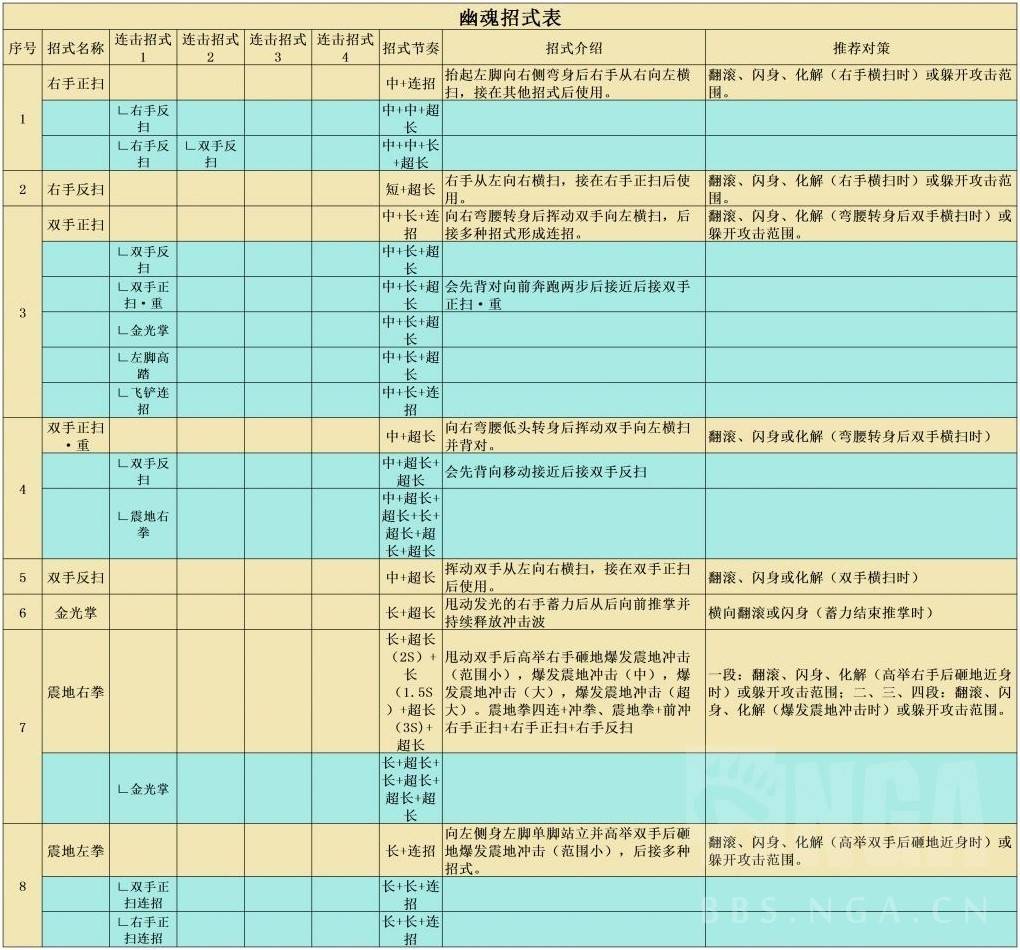 幽魂招式表
序号 招式名称 连击招式1 连击招式2 连击招式3 连击招式4 招式节奏 招式介绍 推荐对策
1 右手正扫 中+连招 抬起左脚向右侧弯身后右手从右向左横扫，接在其他招式后使用。 翻滚、闪身、化解（右手横扫时）或躲开攻击范围。
∟右手反扫 中+中+超长
∟右手反扫 ∟双手反扫 中+中+长+超长
2 右手反扫 短+超长 右手从左向右横扫，接在右手正扫后使用。 翻滚、闪身、化解（右手横扫时）或躲开攻击范围。
3 双手正扫 中+长+连招 向右弯腰转身后挥动双手向左横扫，后接多种招式形成连招。 翻滚、闪身、化解（弯腰转身后双手横扫时）或躲开攻击范围。
∟双手反扫 中+长+超长
∟双手正扫·重 中+长+超长 会先背对向前奔跑两步后接近后接双手正扫·重
∟金光掌 中+长+超长
∟左脚高踏 中+长+超长
∟飞铲连招 中+长+连招
4 双手正扫·重 中+超长 向右弯腰低头转身后挥动双手向左横扫并背对。 翻滚、闪身或化解（弯腰转身后双手横扫时）
∟双手反扫 中+超长+超长 会先背向移动接近后接双手反扫
∟震地右拳 中+超长+超长+长+超长+超长+超长
5 双手反扫 中+超长 挥动双手从左向右横扫，接在双手正扫后使用。 翻滚、闪身或化解（双手横扫时）
6 金光掌 长+超长 甩动发光的右手蓄力后从后向前推掌并持续释放冲击波 横向翻滚或闪身（蓄力结束推掌时）
7 震地右拳 长+超长（2S）+长（1.5S）+超长（3S)+超长 甩动双手后高举右手砸地爆发震地冲击（范围小），爆发震地冲击（中），爆发震地冲击（大），爆发震地冲击（超大）。震地拳四连+冲拳、震地拳+前冲右手正扫+右手正扫+右手反扫 一段：翻滚、闪身、化解（高举右手后砸地近身时）或躲开攻击范围；二、三、四段：翻滚、闪身、化解（爆发震地冲击时）或躲开攻击范围。
∟金光掌 长+超长+长+超长+超长+超长
8 震地左拳 长+连招 向左侧身左脚单脚站立并高举双手后砸地爆发震地冲击（范围小），后接多种招式。 翻滚、闪身、化解（高举双手后砸地近身时）或躲开攻击范围。
∟双手正扫连招 长+长+连招
∟右手正扫连招 长+长+连招
NGA
BBS.NGA.CN